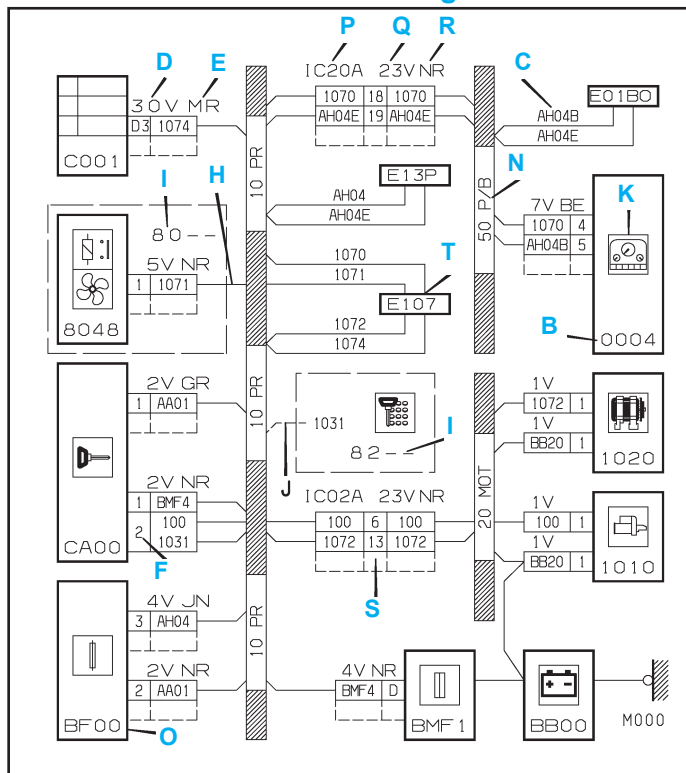 P Q R
D E
IC20A 23V NR
C
E01B0
30V MR
1070 18 1070
AH04E 19 AH04E
AH04B
AH04E
D3 1074
C001
10 PR
E13P
AH04
AH04E
50 P/B
N
K
7V BE
1070 4
AH04B 5
I
H
80--
5V NR
1 1071
8048
1070
1071
T
E107
1072
1074
B
0004
2V GR
1 AA01
10 PR
1031
82--
I
J
1V
1072 1
1V
BB20 1
1020
2V NR
1 BMF4
100
2
1031
CA00
F
IC02A 23V NR
100 6 100
1072 13 1072
S
20 MOT
1V
100 1
1V
BB20 1
1010
4V JN
3 AH04
10 PR
2V NR
2 AA01
BF00
O
4V NR
BMF4 D
BMF1
BB00
M000